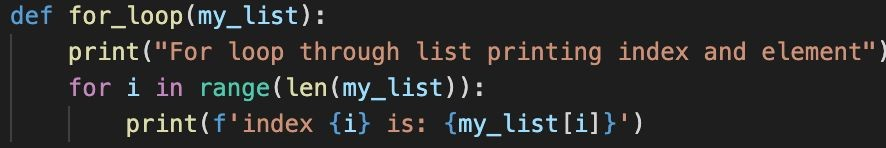 def for_loop(my_list):
    print("For loop through list printing index and element")
    for i in range(len(my_list)):
        print(f'index {i} is: {my_list[i]}')